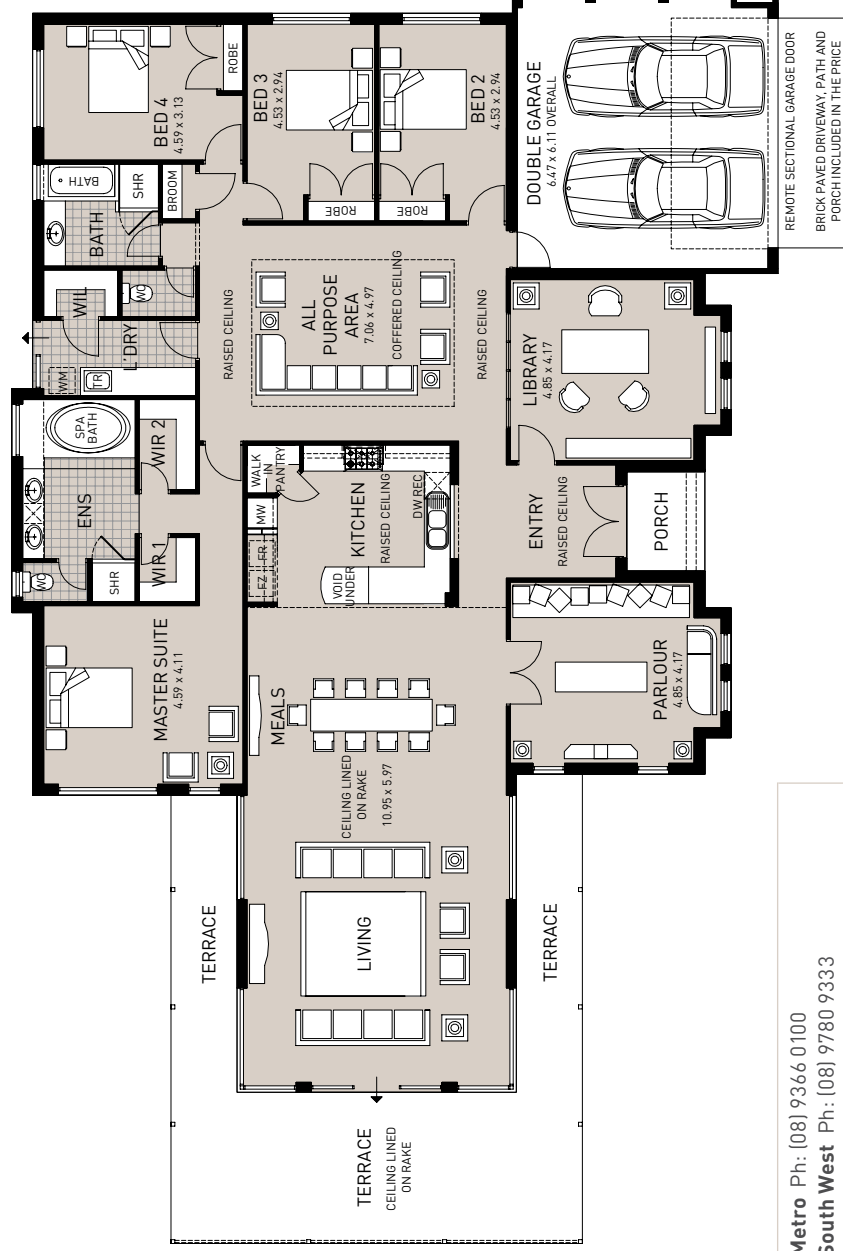 BED 4
4.59 x 3.13
ROBE
BED 3
4.53 x 2.94
ROBE
BED 2
4.53 x 2.94
ROBE
DOUBLE GARAGE
6.47 x 6.11 OVERALL
REMOTE SECTIONAL GARAGE DOOR
BRICK PAVED DRIVEWAY, PATH AND
PORCH INCLUDED IN THE PRICE
BATH
SHR
BROOM
BATH
WC
WIL
L'DRY
WM
TR
RAISED CEILING
ALL
PURPOSE
AREA
7.06 x 4.97
COFFERED CEILING
RAISED CEILING
LIBRARY
4.85 x 4.17
SPA
BATH
ENS
WIR 2
WIR 1
WC
SHR
WALK
IN
PANTRY
MW
FR
FZ
KITCHEN
RAISED CEILING
DW REC
VOID
UNDER
ENTRY
RAISED CEILING
PORCH
MASTER SUITE
4.59 x 4.11
MEALS
CEILING LINED
ON RAKE
10.95 x 5.97
PARLOUR
4.85 x 4.17
TERRACE
LIVING
TERRACE
TERRACE
CEILING LINED
ON RAKE
Metro Ph: (08) 9366 0100
South West Ph: (08) 9780 9333